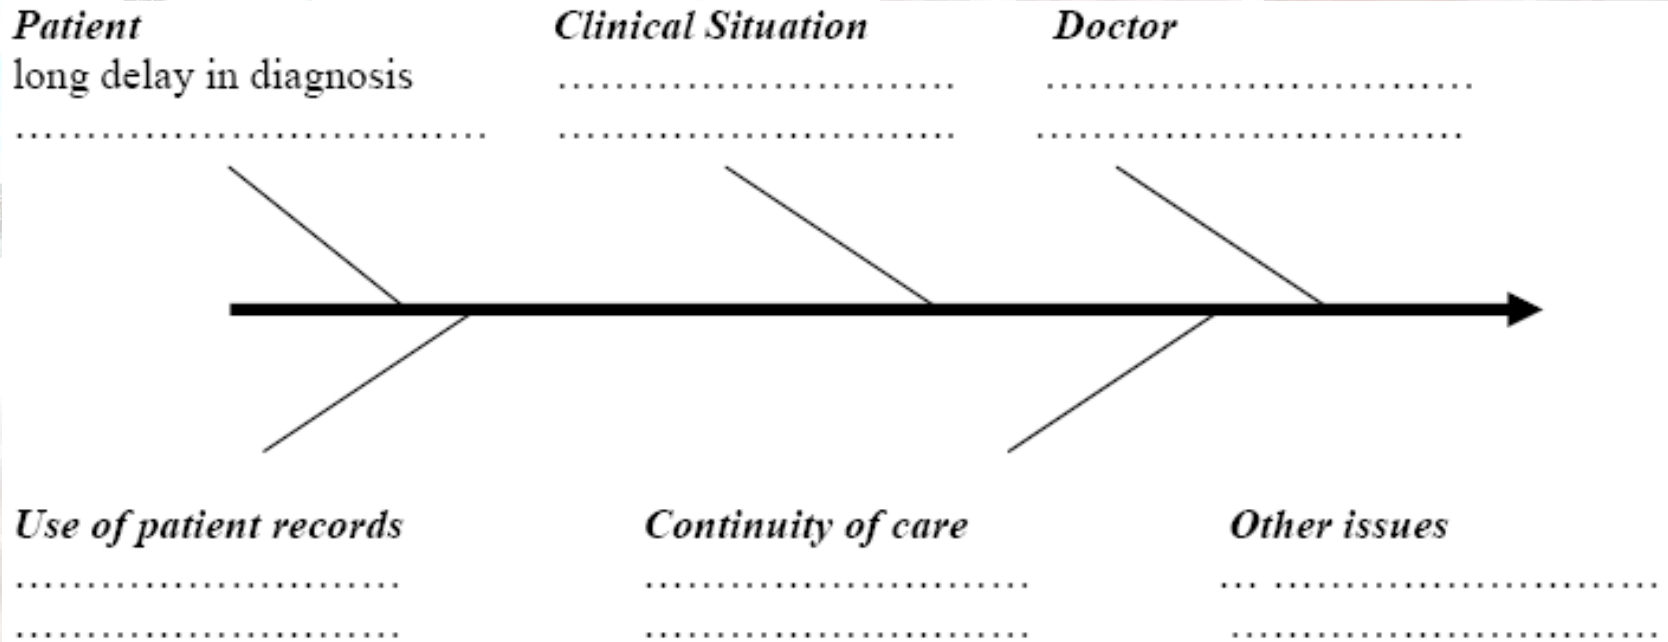 Patient
long delay in diagnosis
Clinical Situation
Doctor
Use of patient records
Continuity of care
Other issues